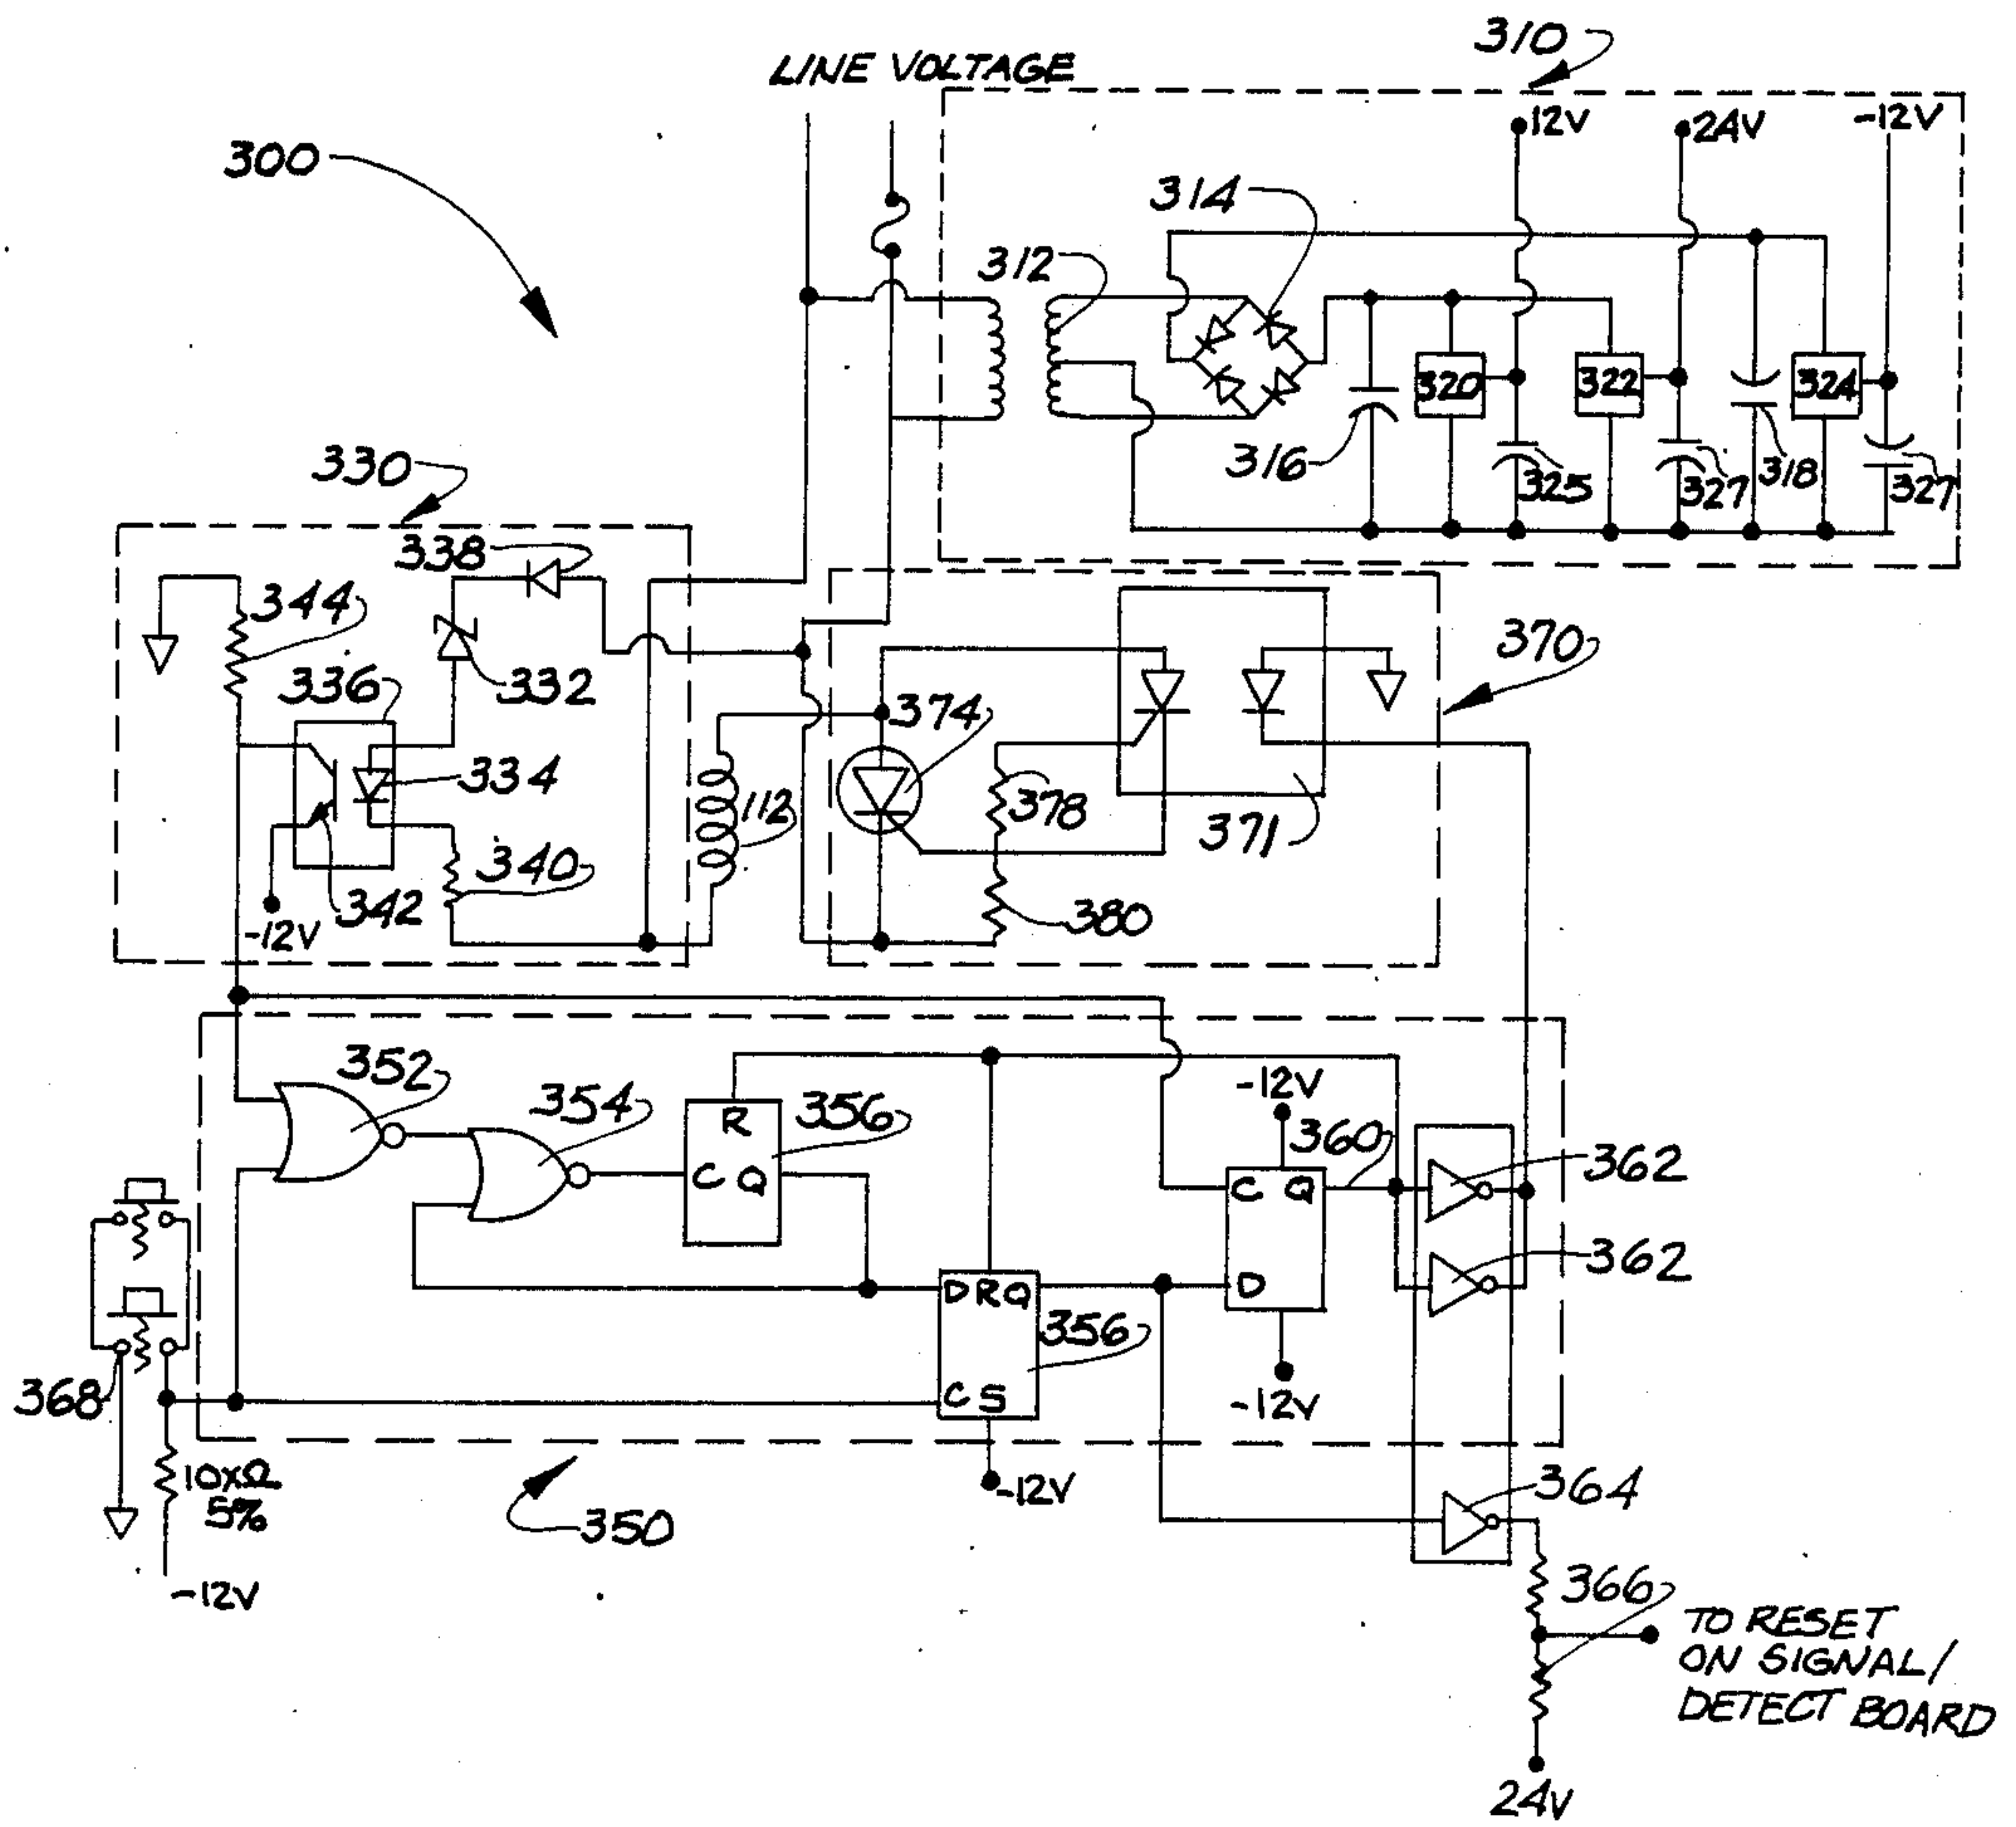 310
LINE VOLTAGE
12V
24V
-12V
300
314
312
320
322
324
316
325
327
318
327
330
338
344
332
336
334
340
342
-12V
112
374
378
371
380
370
352
354
R
C Q
356
-12V
360
C Q
D
-12V
362
362
D R Q
C S
356
-12V
368
10XΩ
5%
-12V
350
364
366
TO RESET
ON SIGNAL/
DETECT BOARD
24V